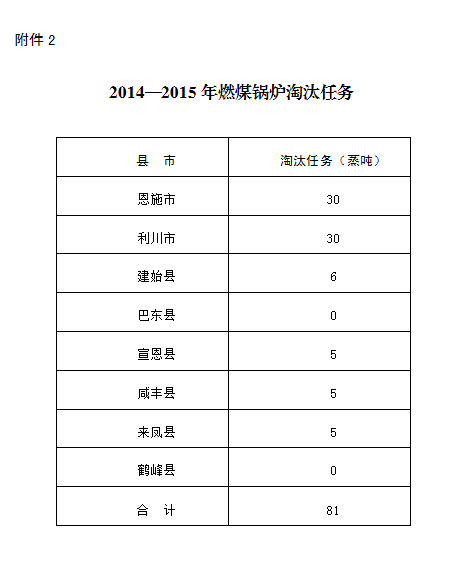 附件 2
2014—2015 年燃煤锅炉淘汰任务
县 市 淘汰任务（蒸吨）
恩施市 30
利川市 30
建始县 6
巴东县 0
宣恩县 5
咸丰县 5
来凤县 5
鹤峰县 0
合 计 81